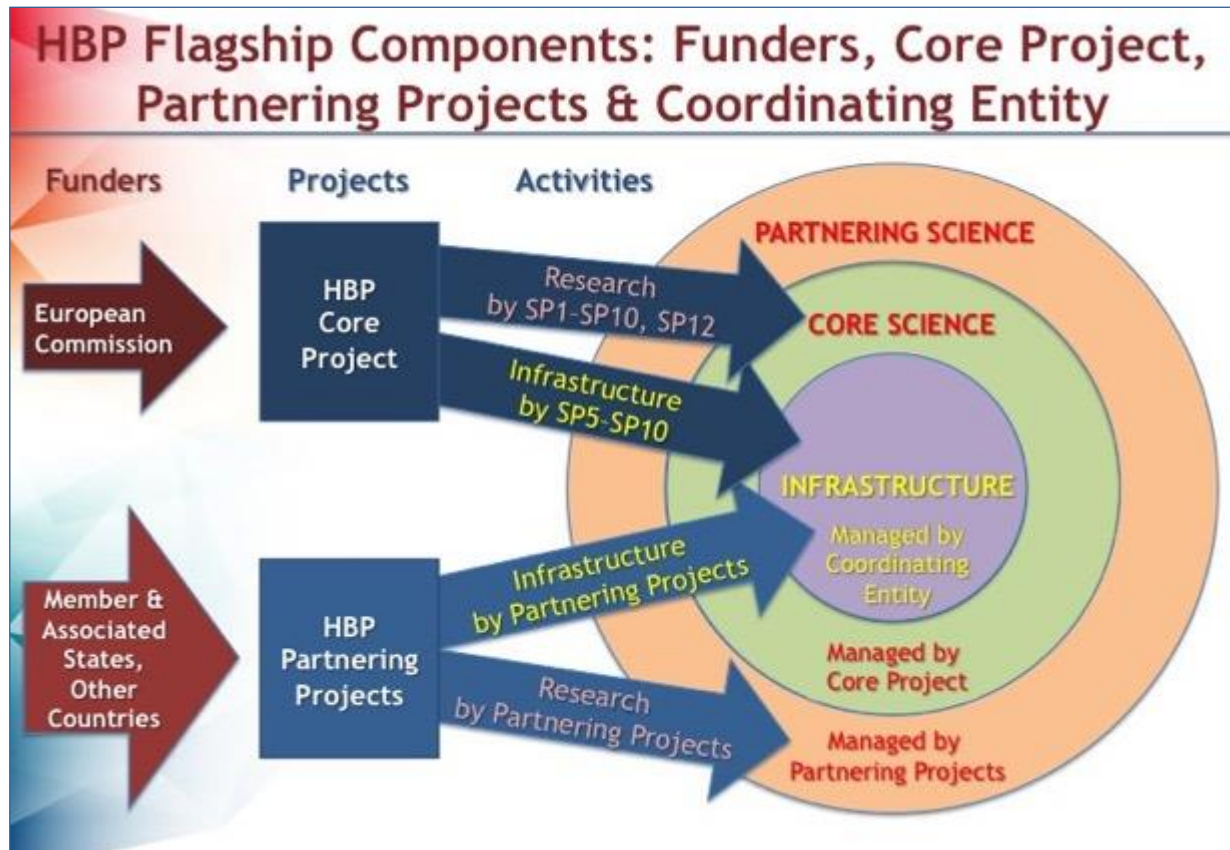 HBP Flagship Components: Funders, Core Project,
Partnering Projects & Coordinating Entity
Funders
Projects
Activities
European
Commission
HBP
Core
Project
Research
by SP1-SP10, SP12
Infrastructure
by SP5-SP10
Member &
Associated
States,
Other
Countries
HBP
Partnering
Projects
Infrastructure
by Partnering Projects
Research
by Partnering Projects
PARTNERING SCIENCE
CORE SCIENCE
INFRASTRUCTURE
Managed by
Coordinating
Entity
Managed by
Core Project
Managed by
Partnering Projects